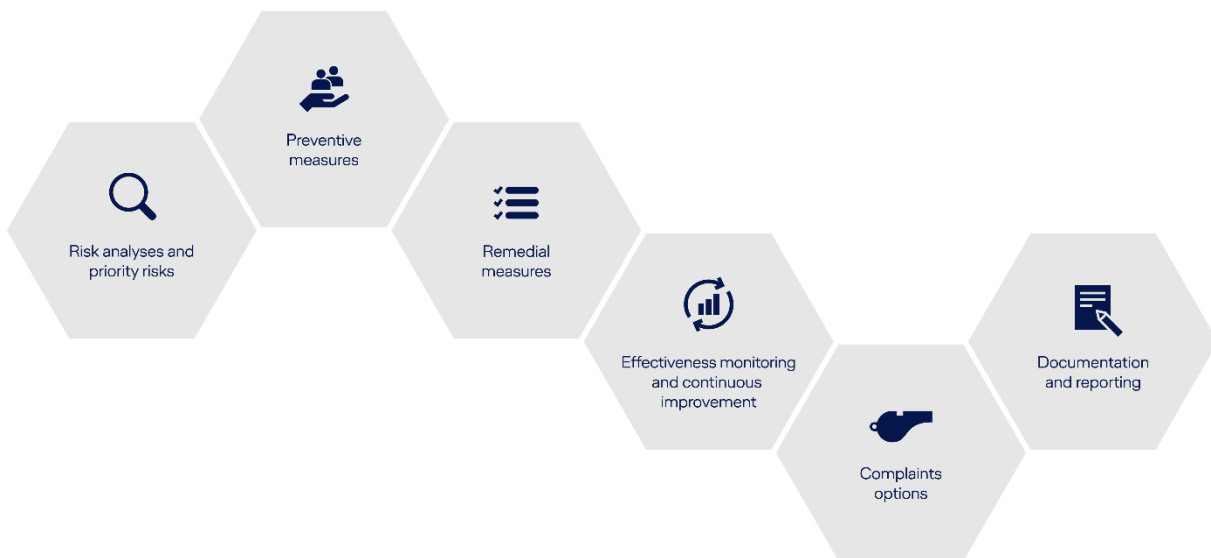 Risk analyses and
priority risks
Preventive
measures
Remedial
measures
Effectiveness monitoring
and continuous
improvement
Complaints
options
Documentation
and reporting